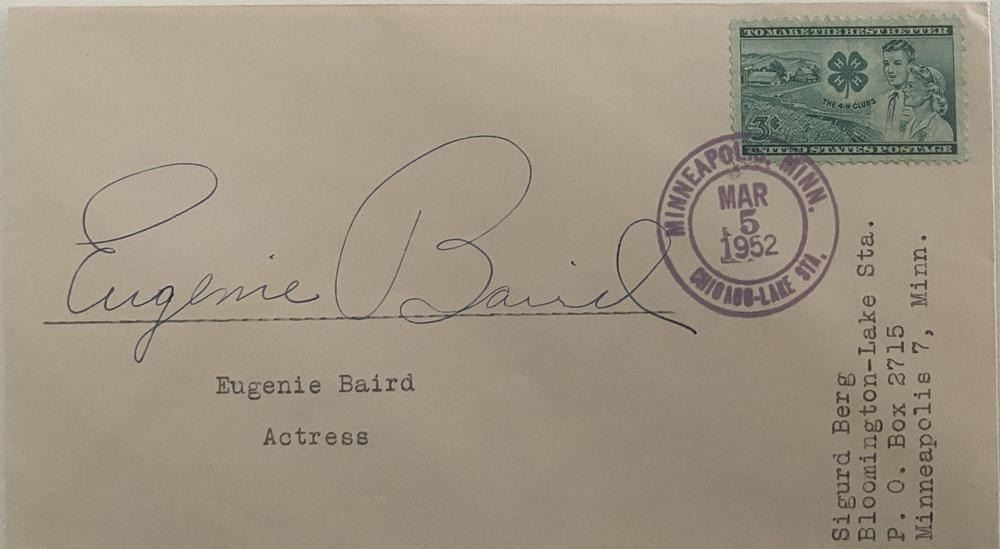 TO MAKE THE BEST BETTER
H H
H H
THE 4-H CLUBS
3¢
UNITED STATES POSTAGE
MINNEAPOLIS, MINN.
MAR
5
1952
CHICAGO-LAKE STA.
Eugenie Baird
Eugenie Baird
Actress
Sigurd Berg
Bloomington-Lake Sta.
P. O. Box 2715
Minneapolis 7, Minn.